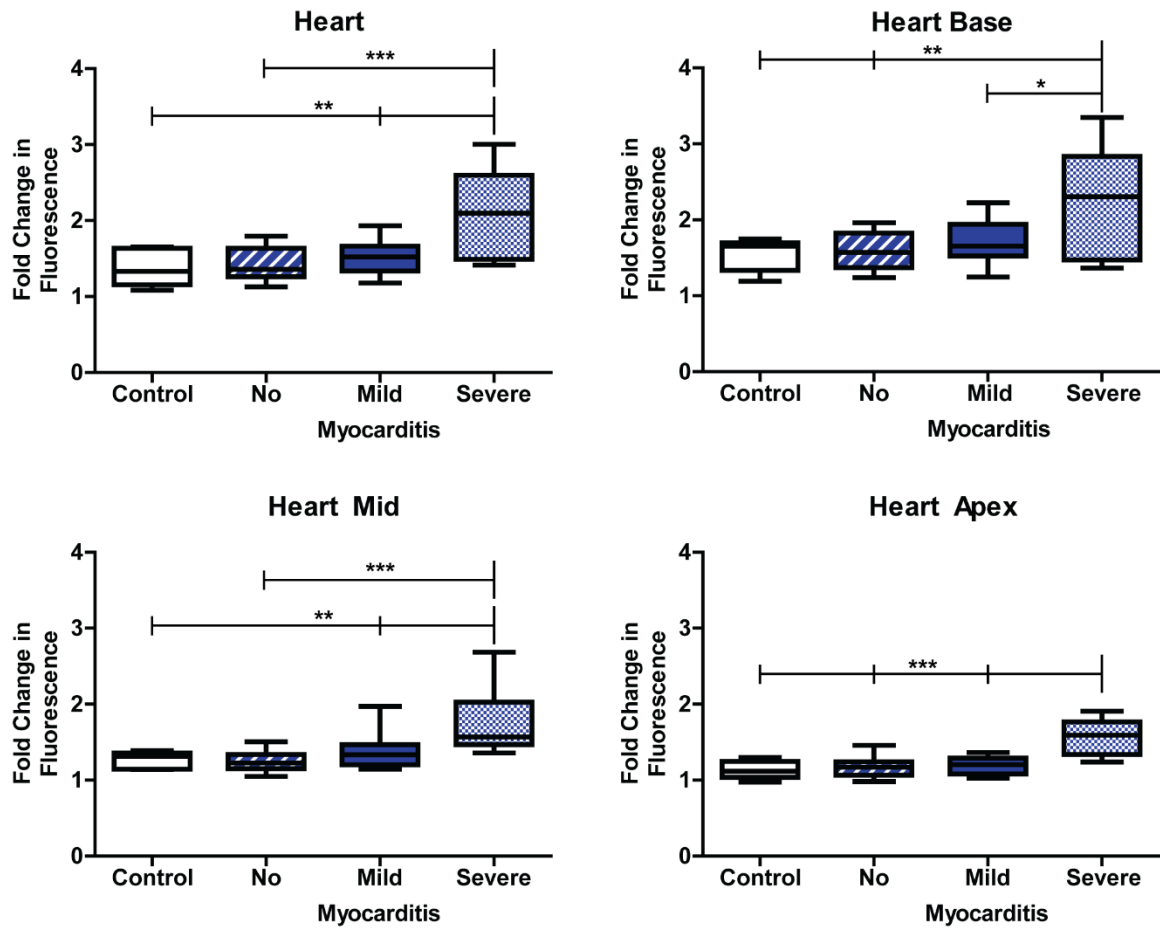 Heart
Fold Change in
Fluorescence
4
3
2
1
0
***
**
Control No Mild Severe
Myocarditis
Heart Base
Fold Change in
Fluorescence
4
3
2
1
0
**
*
Control No Mild Severe
Myocarditis
Heart Mid
Fold Change in
Fluorescence
4
3
2
1
0
***
**
Control No Mild Severe
Myocarditis
Heart Apex
Fold Change in
Fluorescence
4
3
2
1
0
***
Control No Mild Severe
Myocarditis